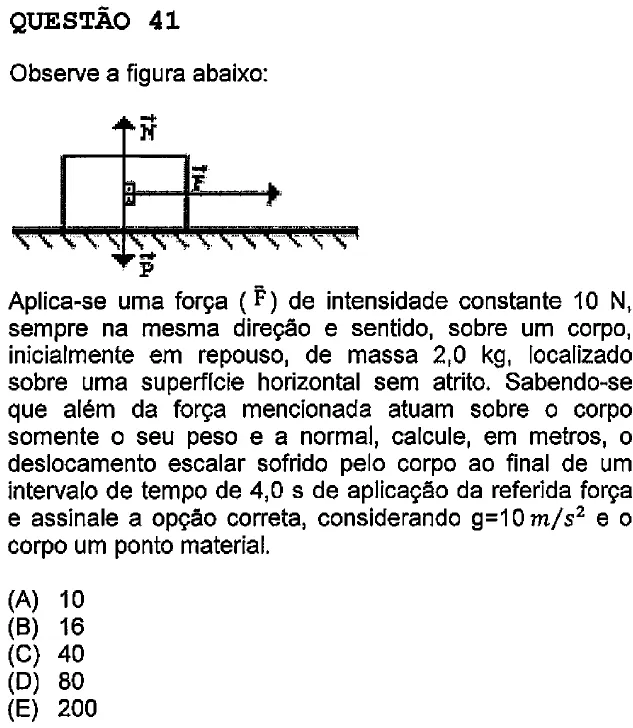 QUESTÃO 41
Observe a figura abaixo:
N
F
P
Aplica-se uma força ( F ) de intensidade constante 10 N,
sempre na mesma direção e sentido, sobre um corpo,
inicialmente em repouso, de massa 2,0 kg, localizado
sobre uma superfície horizontal sem atrito. Sabendo-se
que além da força mencionada atuam sobre o corpo
somente o seu peso e a normal, calcule, em metros, o
deslocamento escalar sofrido pelo corpo ao final de um
intervalo de tempo de 4,0 s de aplicação da referida força
e assinale a opção correta, considerando g=10 m/s² e o
corpo um ponto material.
(A) 10
(B) 16
(C) 40
(D) 80
(E) 200